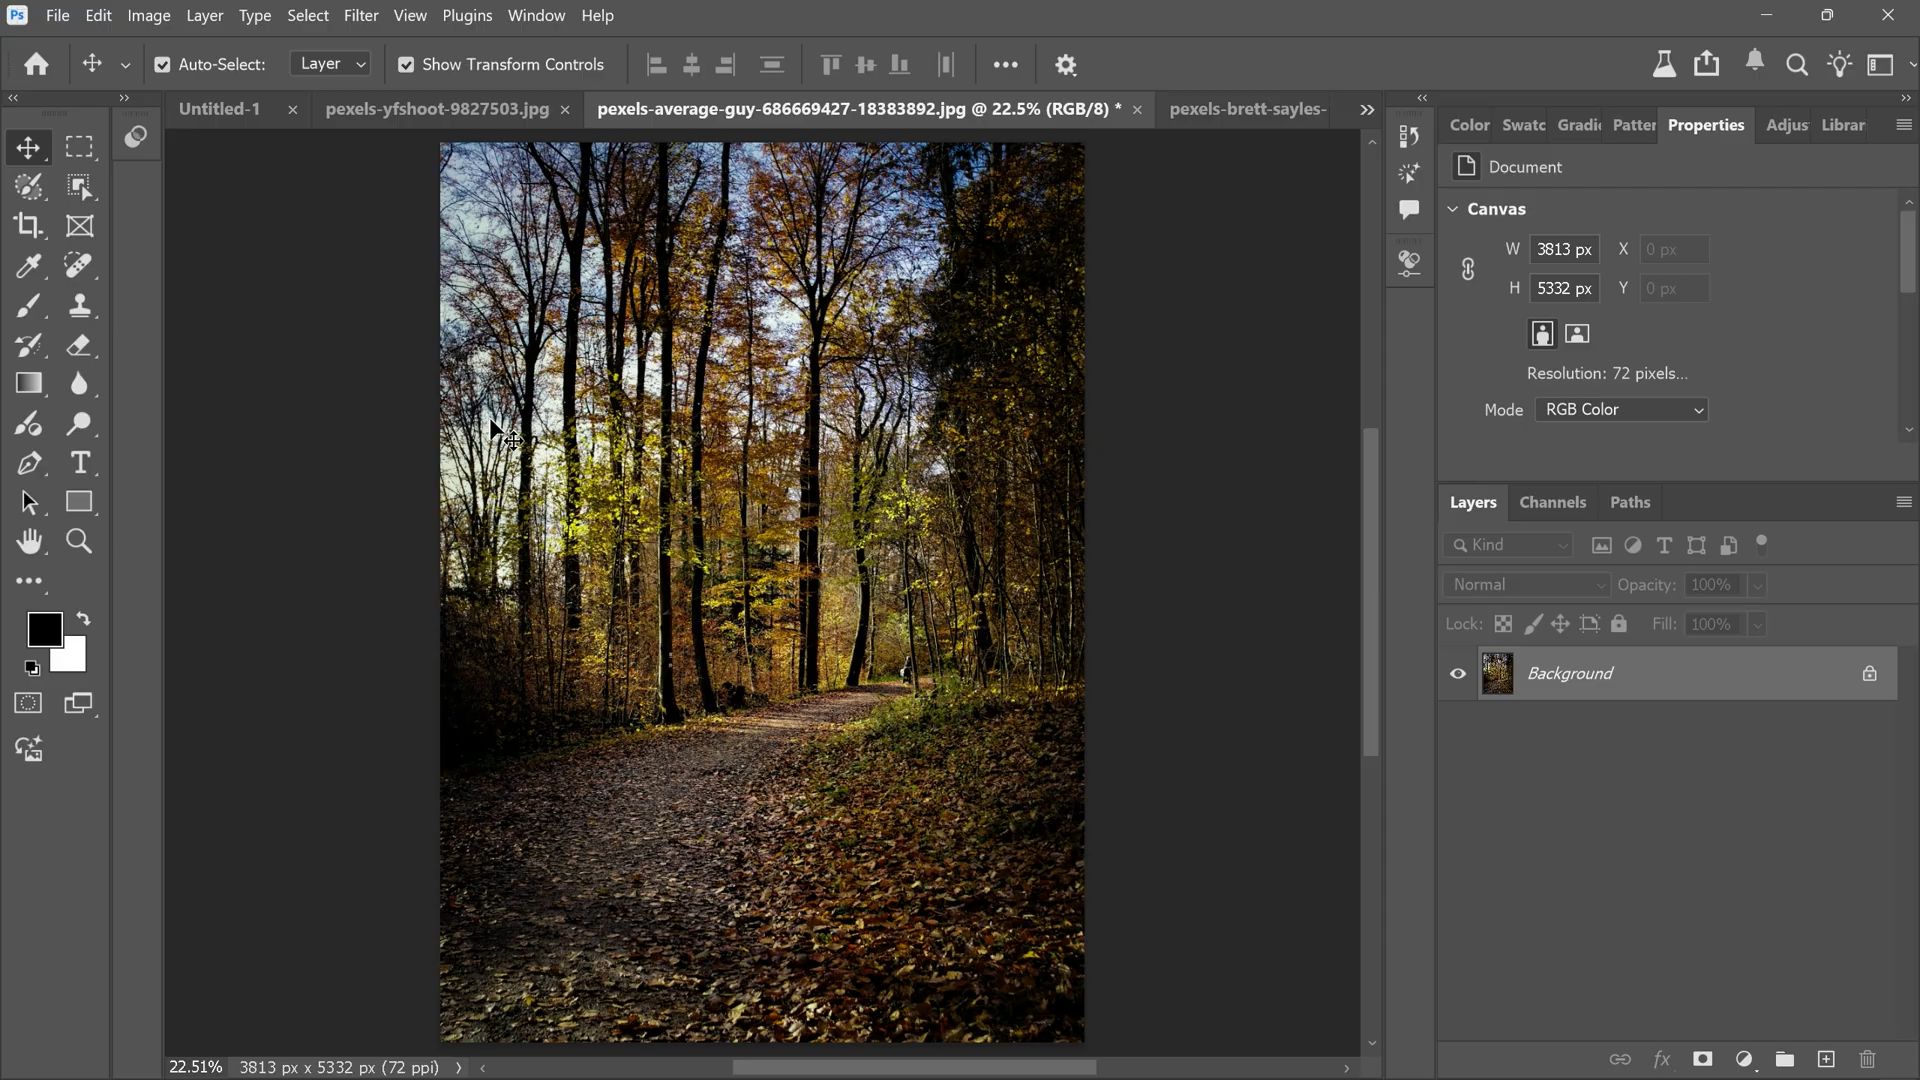 Ps File Edit Image Layer Type Select Filter View Plugins Window Help
Auto-Select: Layer Show Transform Controls
Untitled-1 pexels-yfshoot-9827503.jpg pexels-average-guy-686669427-18383892.jpg @ 22.5% (RGB/8) * pexels-brett-sayles-
Color Swatc Gradi Patter Properties Adjus Librar
Document
Canvas
W 3813 px X 0 px
H 5332 px Y 0 px
Resolution: 72 pixels...
Mode RGB Color
Layers Channels Paths
Kind
Normal Opacity: 100%
Lock: Fill: 100%
Background
22.51% 3813 px x 5332 px (72 ppi)